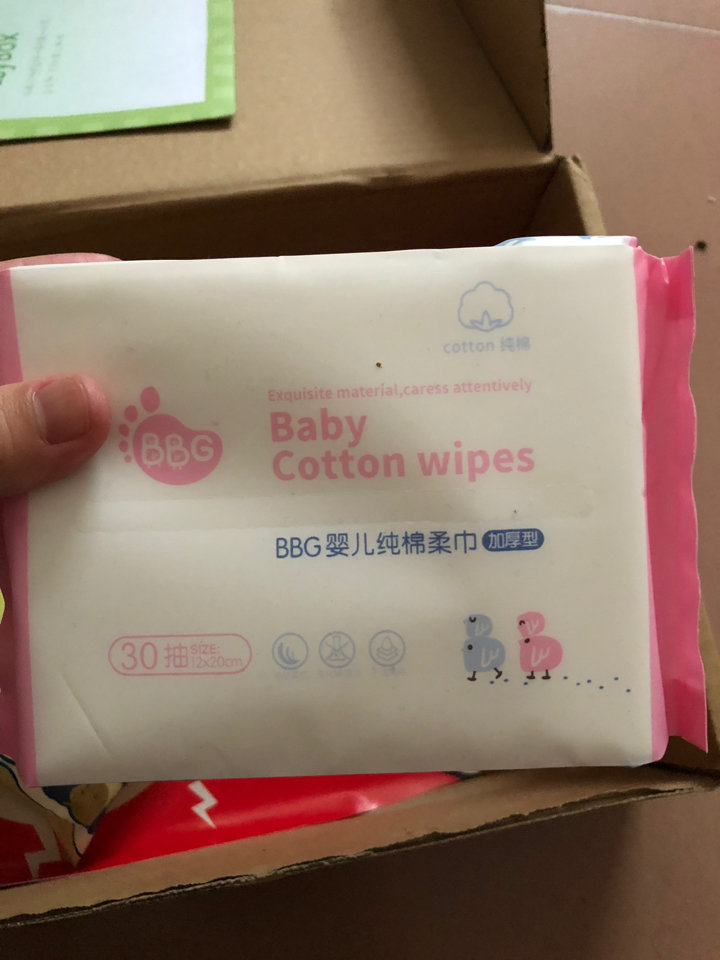 cotton 纯棉
Exquisite material,caress attentively
BBG
Baby
Cotton wipes
BBG婴儿纯棉柔巾 加厚型
30抽 SIZE:
12x20cm